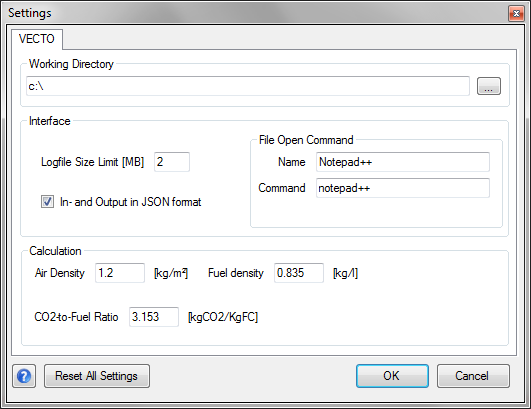 Settings
VECTO
Working Directory
c:\
...
Interface
Logfile Size Limit [MB] 2
In- and Output in JSON format
File Open Command
Name Notepad++
Command notepad++
Calculation
Air Density 1.2 [kg/m²] Fuel density 0.835 [kg/l]
CO2-to-Fuel Ratio 3.153 [kgCO2/KgFC]
? Reset All Settings OK Cancel